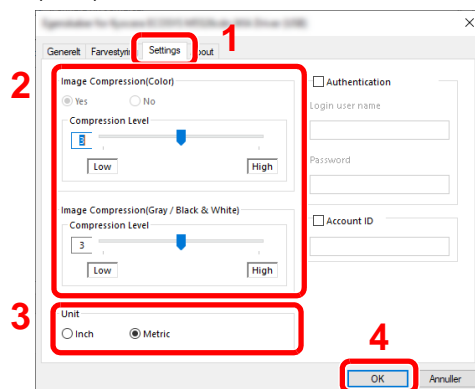 1
Generelt Farvestyri Settings out
2
Image Compression(Color)
Yes No
Compression Level
3
Low High
Image Compression(Gray / Black & White)
Compression Level
3
Low High
Authentication
Login user name
Password
Account ID
3
Unit
Inch Metric
4
OK Annuller